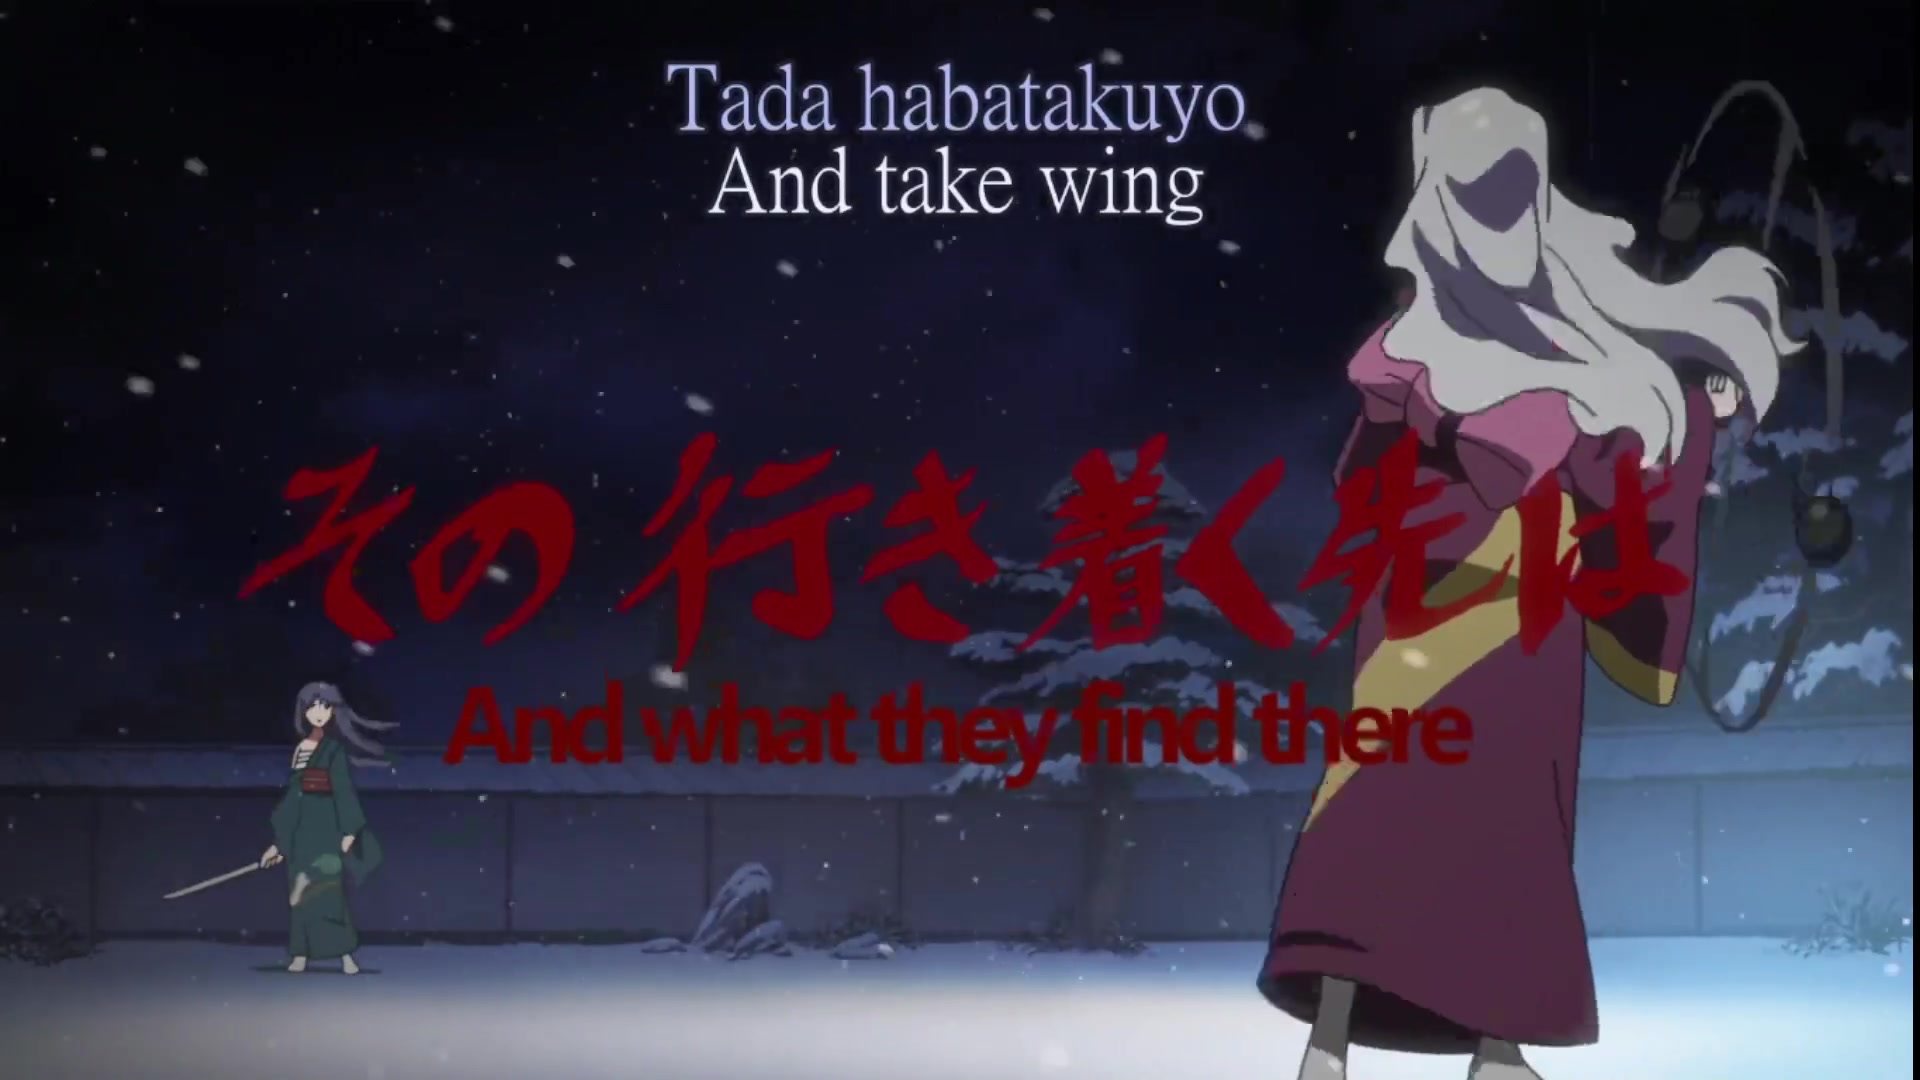 Tada habatakuyo
And take wing
その行き着く先は
And what they find there